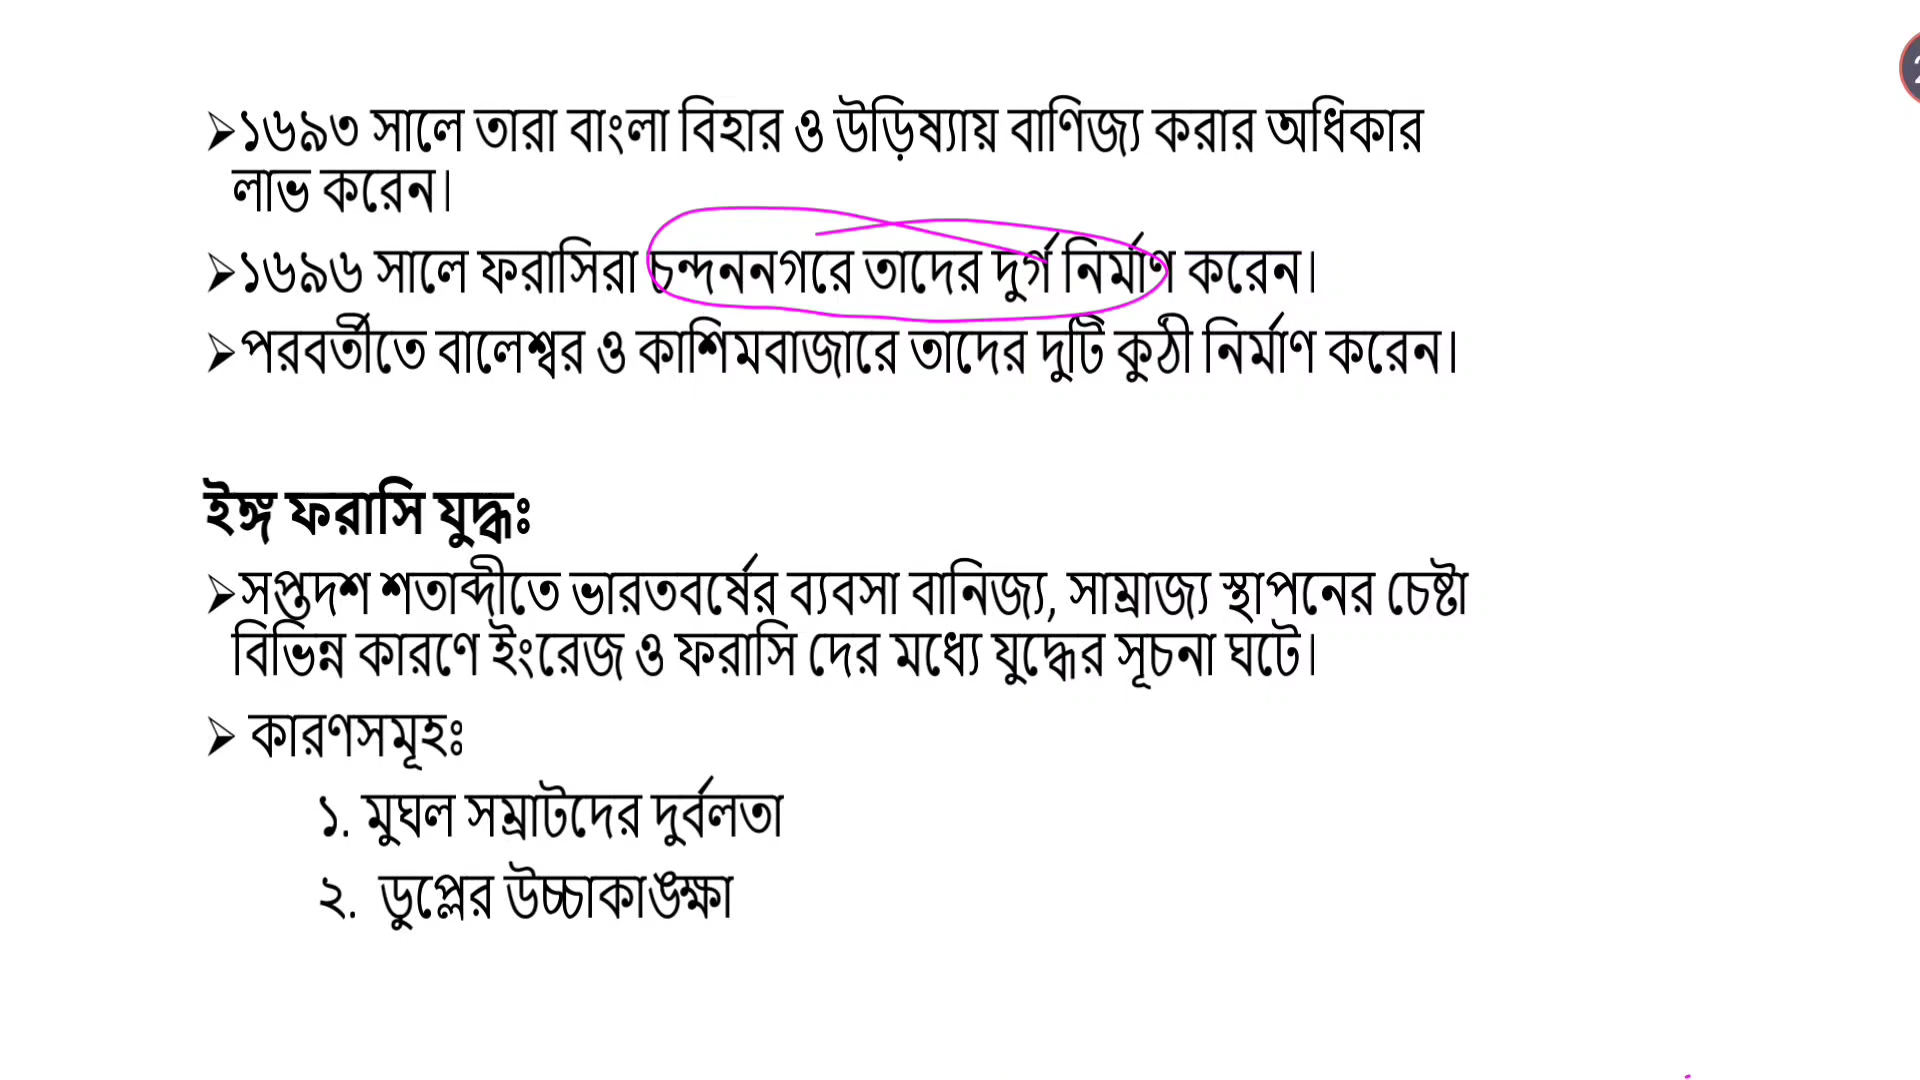 ➢১৬৯৩ সালে তারা বাংলা বিহার ও উড়িষ্যায় বাণিজ্য করার অধিকার
লাভ করেন।
➢১৬৯৬ সালে ফরাসিরা চন্দননগরে তাদের দুর্গ নির্মাণ করেন।
➢পরবর্তীতে বালেশ্বর ও কাশিমবাজারে তাদের দুটি কুঠী নির্মাণ করেন।
ইঙ্গ ফরাসি যুদ্ধঃ
➢সপ্তদশ শতাব্দীতে ভারতবর্ষের ব্যবসা বানিজ্য, সাম্রাজ্য স্থাপনের চেষ্টা
বিভিন্ন কারণে ইংরেজ ও ফরাসি দের মধ্যে যুদ্ধের সূচনা ঘটে।
➢ কারণসমূহঃ
১. মুঘল সম্রাটদের দুর্বলতা
২. ডুপ্লের উচ্চাকাঙ্ক্ষা